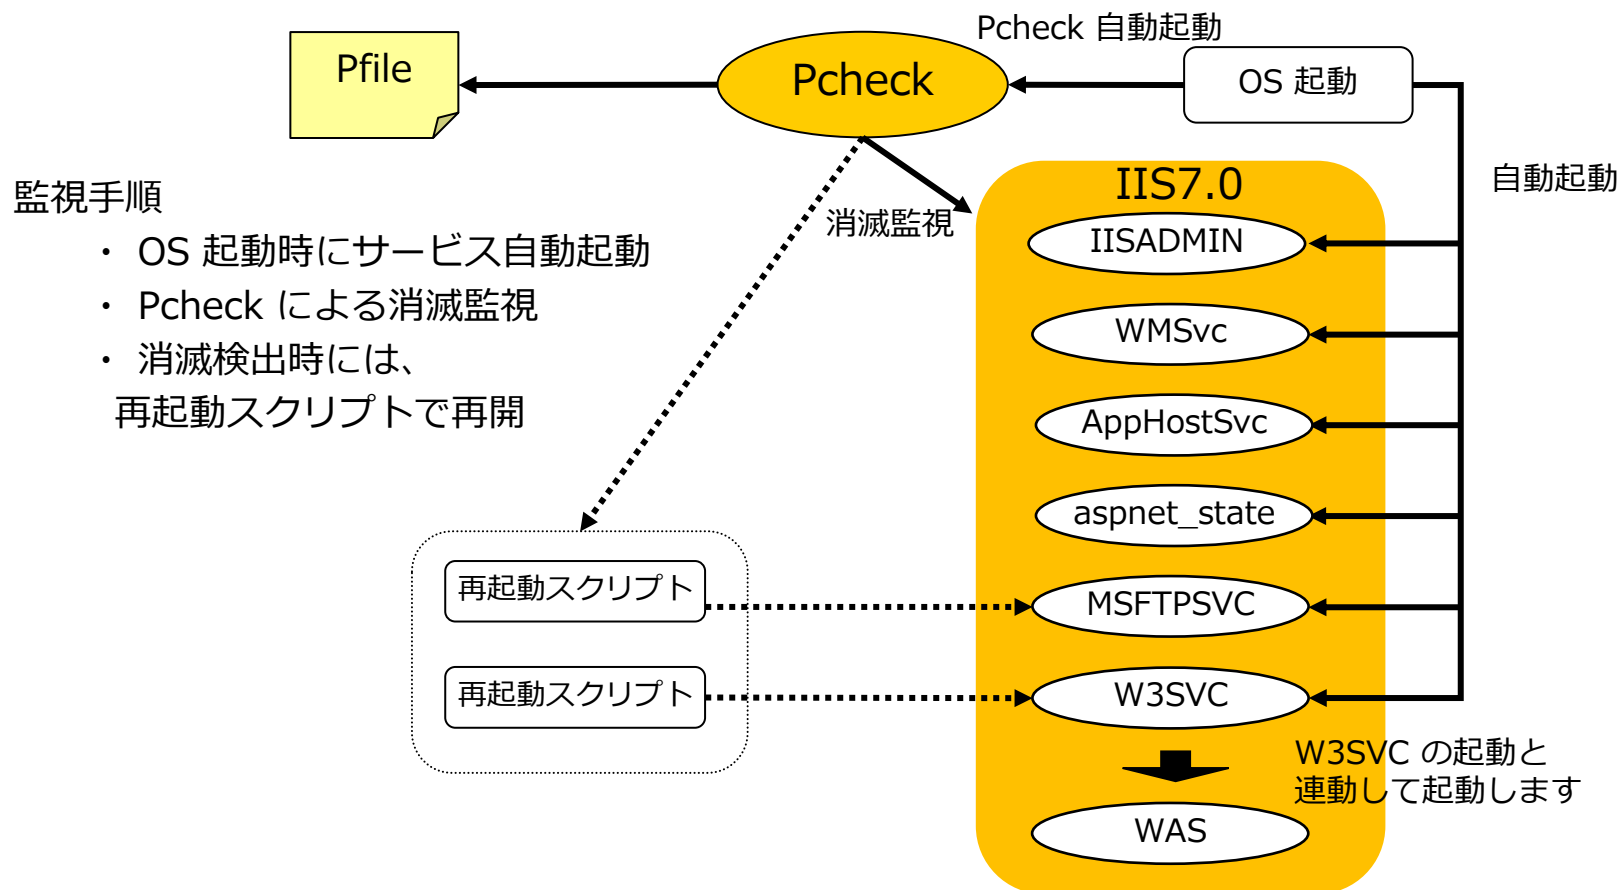 Pcheck 自動起動
Pfile
Pcheck
OS 起動
自動起動
監視手順
・ OS 起動時にサービス自動起動
・ Pcheck による消滅監視
・ 消滅検出時には、
再起動スクリプトで再開
消滅監視
IIS7.0
IISADMIN
WMSvc
AppHostSvc
aspnet_state
再起動スクリプト
MSFTPSVC
再起動スクリプト
W3SVC
W3SVC の起動と
連動して起動します
WAS